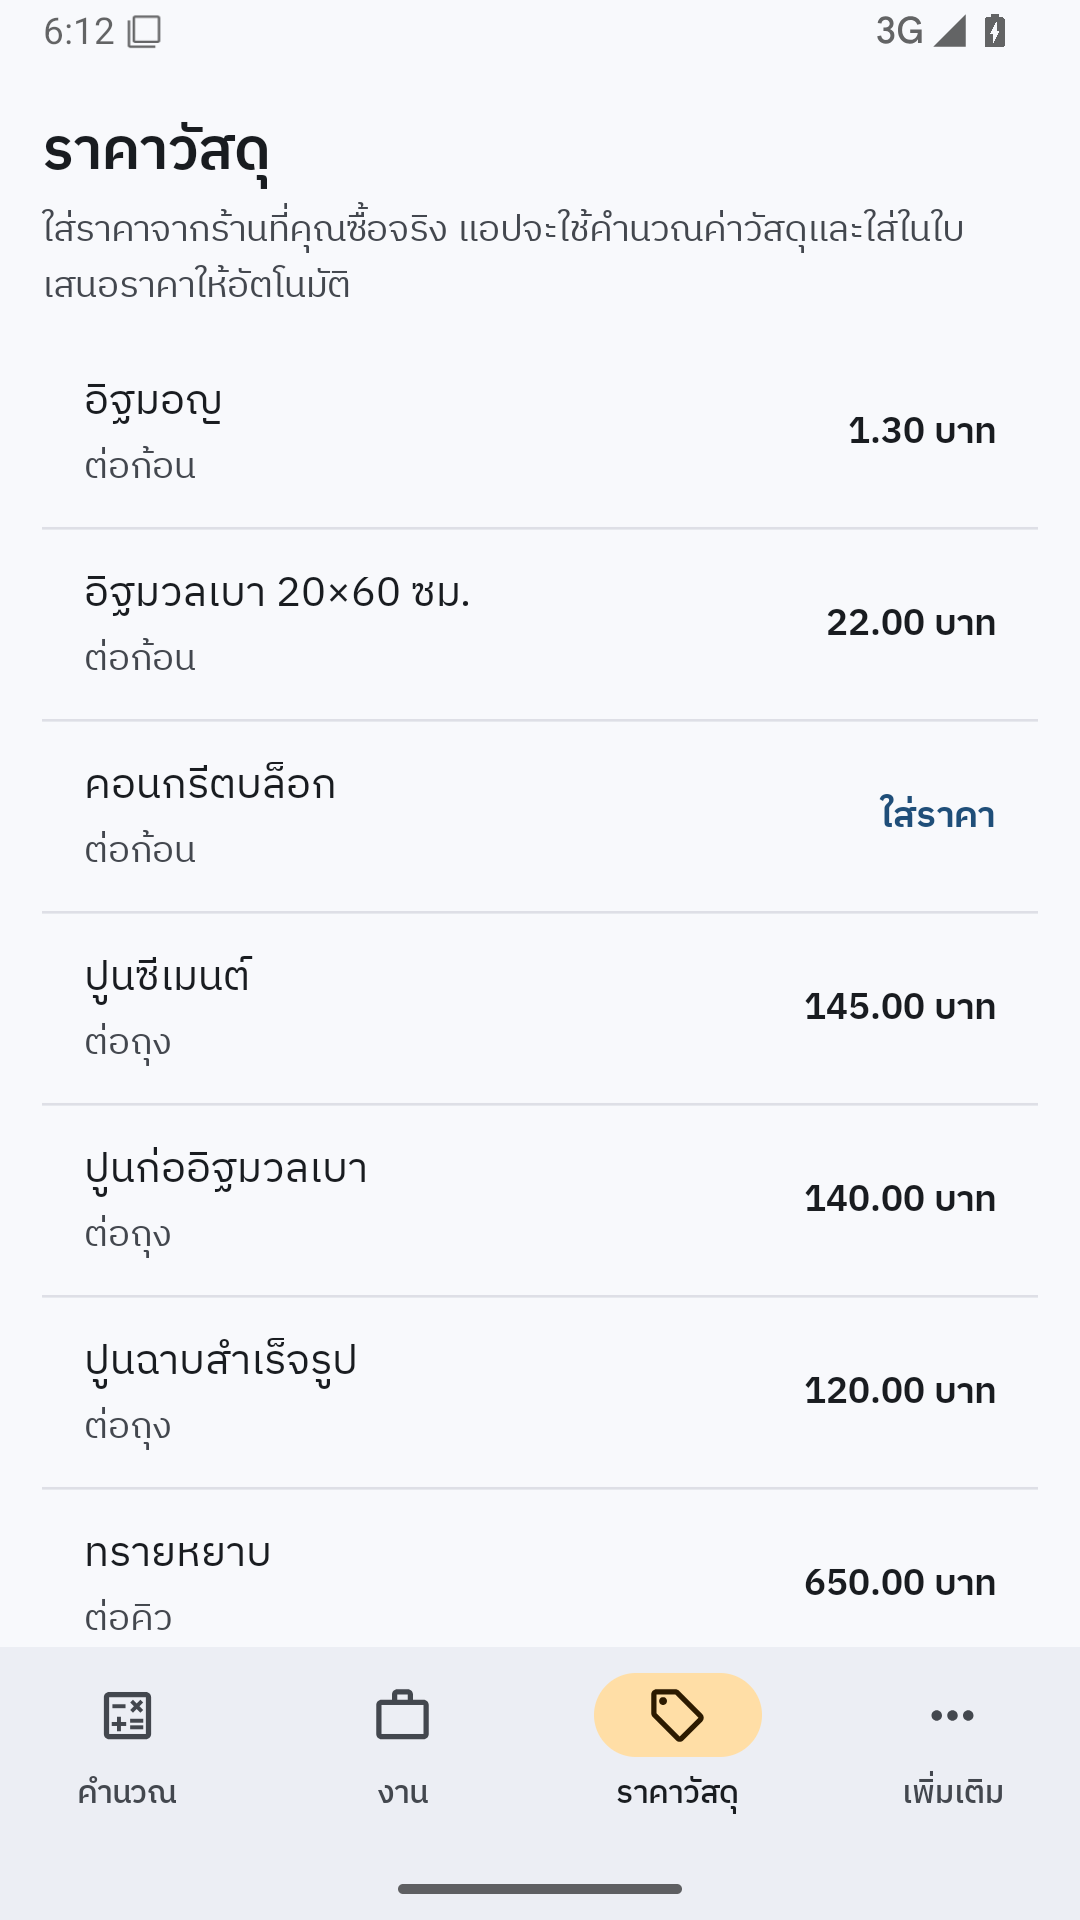 6:12
3G
ราคาวัสดุ
ใส่ราคาจากร้านที่คุณซื้อจริง แอปจะใช้คำนวณค่าวัสดุและใส่ในใบ
เสนอราคาให้อัตโนมัติ
อิฐมอญ
1.30 บาท
ต่อก้อน
อิฐมวลเบา 20×60 ซม.
22.00 บาท
ต่อก้อน
คอนกรีตบล็อก
ใส่ราคา
ต่อก้อน
ปูนซีเมนต์
145.00 บาท
ต่อถุง
ปูนก่ออิฐมวลเบา
140.00 บาท
ต่อถุง
ปูนฉาบสำเร็จรูป
120.00 บาท
ต่อถุง
ทรายหยาบ
650.00 บาท
ต่อคิว
คำนวณ
งาน
ราคาวัสดุ
เพิ่มเติม